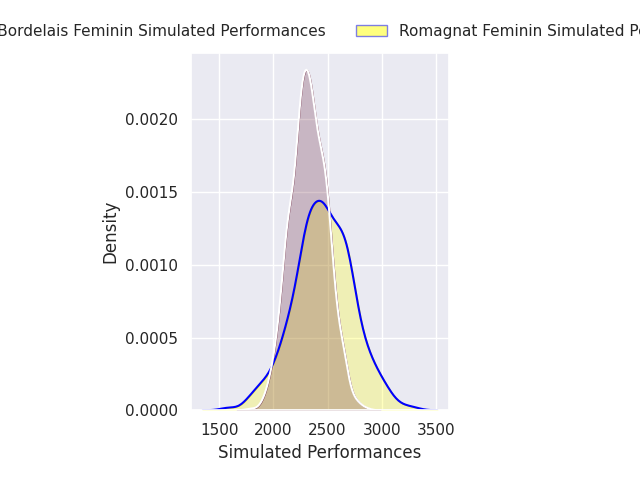 Bordelais Feminin Simulated Performances Romagnat Feminin Simulated
0.0020
0.0015
0.0010
0.0005
0.0000
Density
1500 2000 2500 3000 3500
Simulated Performances